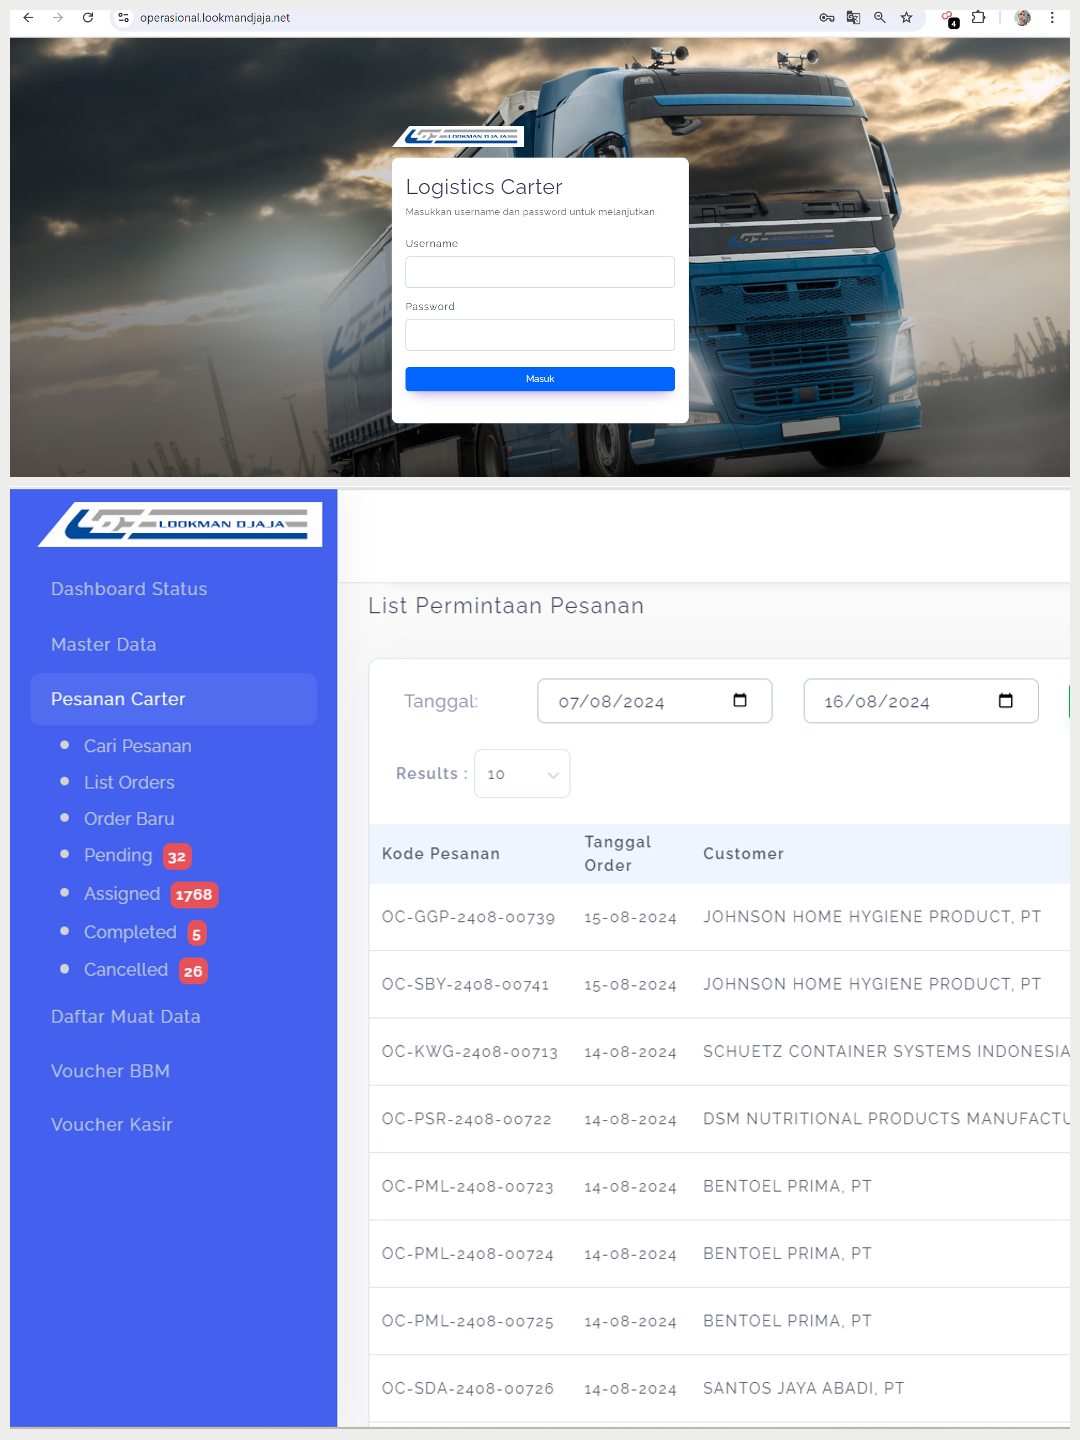 operasional.lookmandjaja.net
4
LOOKMAN DJAJA
Logistics Carter
Masukkan username dan password untuk melanjutkan.
Username
Password
Masuk
LOOKMAN DJAJA
Dashboard Status
Master Data
Pesanan Carter
Cari Pesanan
List Orders
Order Baru
Pending 32
Assigned 1768
Completed 5
Cancelled 26
Daftar Muat Data
Voucher BBM
Voucher Kasir
List Permintaan Pesanan
Tanggal: 07/08/2024 16/08/2024
Results : 10
Kode Pesanan Tanggal Order Customer
OC-GGP-2408-00739 15-08-2024 JOHNSON HOME HYGIENE PRODUCT, PT
OC-SBY-2408-00741 15-08-2024 JOHNSON HOME HYGIENE PRODUCT, PT
OC-KWG-2408-00713 14-08-2024 SCHUETZ CONTAINER SYSTEMS INDONESIA
OC-PSR-2408-00722 14-08-2024 DSM NUTRITIONAL PRODUCTS MANUFACTU
OC-PML-2408-00723 14-08-2024 BENTOEL PRIMA, PT
OC-PML-2408-00724 14-08-2024 BENTOEL PRIMA, PT
OC-PML-2408-00725 14-08-2024 BENTOEL PRIMA, PT
OC-SDA-2408-00726 14-08-2024 SANTOS JAYA ABADI, PT